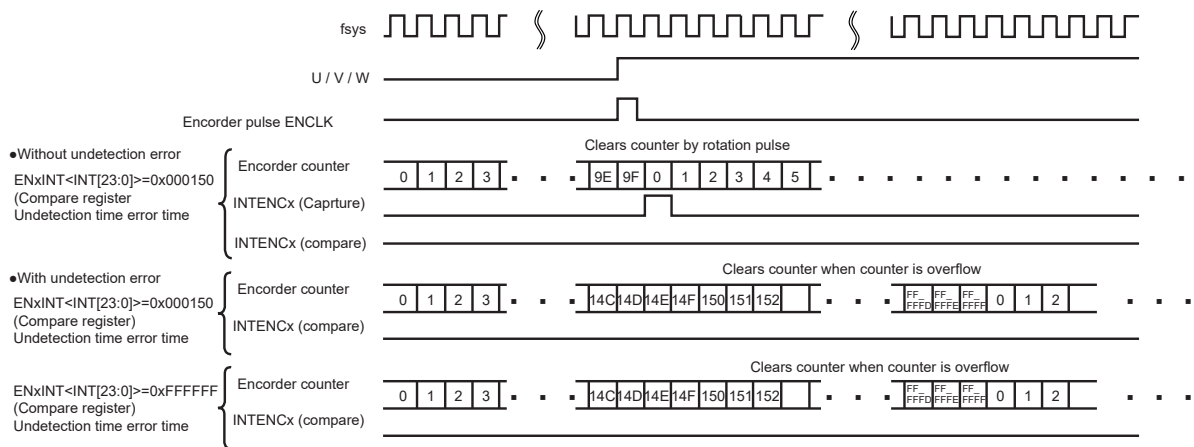 fsys
U / V / W
Encorder pulse ENCLK
Clears counter by rotation pulse
●Without undetection error
ENxINT<INT[23:0]>=0x000150
(Compare register
Undetection time error time
Encorder counter
0 1 2 3 9E 9F 0 1 2 3 4 5
INTENCx (Caprture)
INTENCx (compare)
●With undetection error
Clears counter when counter is overflow
ENxINT<INT[23:0]>=0x000150
(Compare register)
Undetection time error time
Encorder counter
0 1 2 3 14C 14D 14E 14F 150 151 152 FF_FFFD FF_FFFE FF_FFFF 0 1 2
INTENCx (compare)
Clears counter when counter is overflow
ENxINT<INT[23:0]>=0xFFFFFF
(Compare register)
Undetection time error time
Encorder counter
0 1 2 3 14C 14D 14E 14F 150 151 152 FF_FFFD FF_FFFE FF_FFFF 0 1 2
INTENCx (compare)